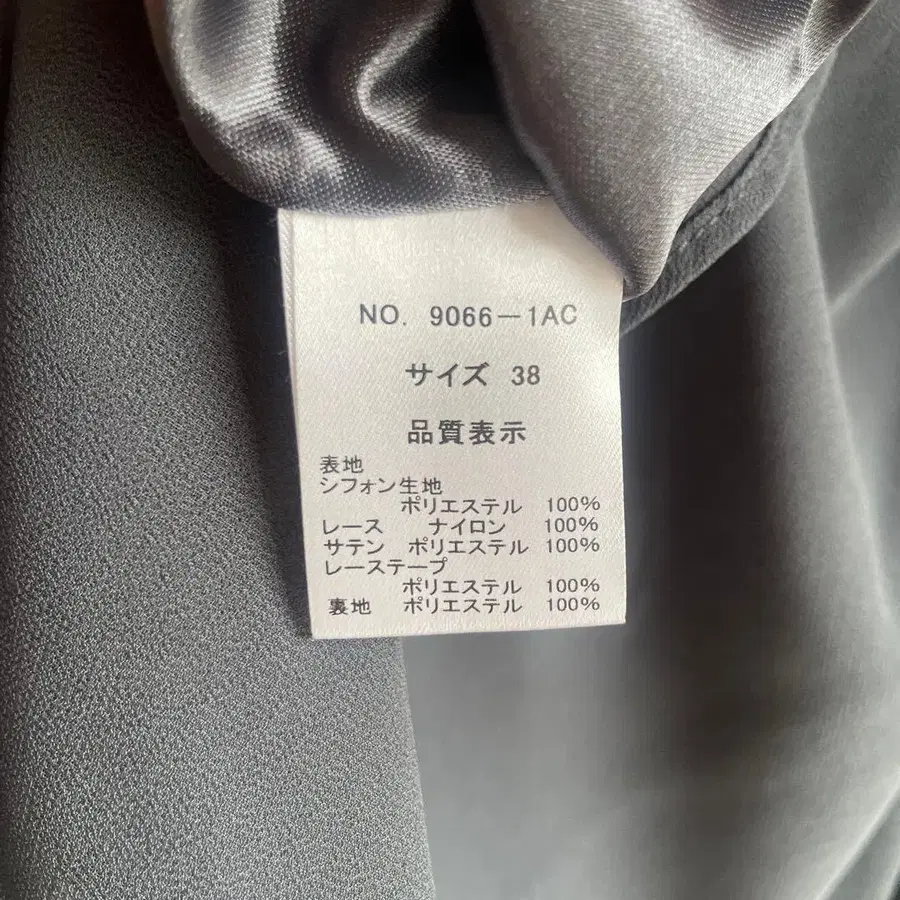 NO. 9066-1AC
サイズ 38
品質表示
表地
シフォン生地
ポリエステル 100%
レース ナイロン 100%
サテン ポリエステル 100%
レーステープ
ポリエステル 100%
裏地 ポリエステル 100%